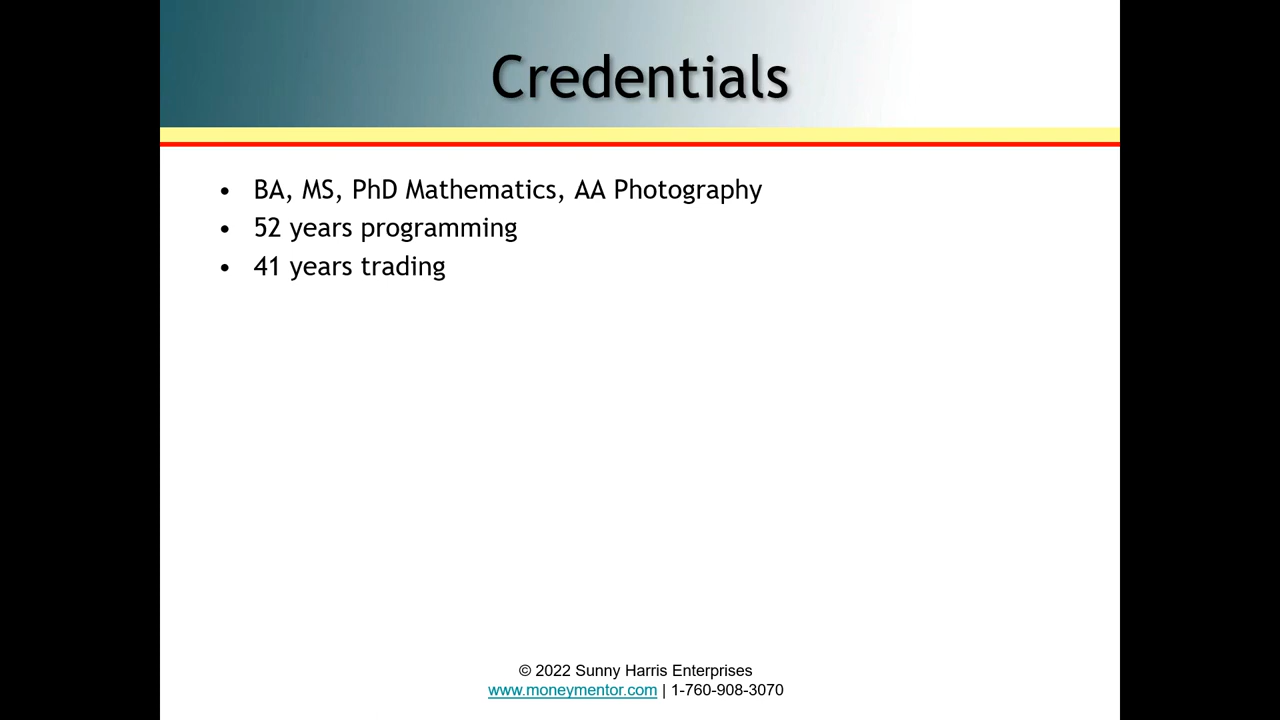 Credentials
• BA, MS, PhD Mathematics, AA Photography
• 52 years programming
• 41 years trading
© 2022 Sunny Harris Enterprises
www.moneymentor.com | 1-760-908-3070